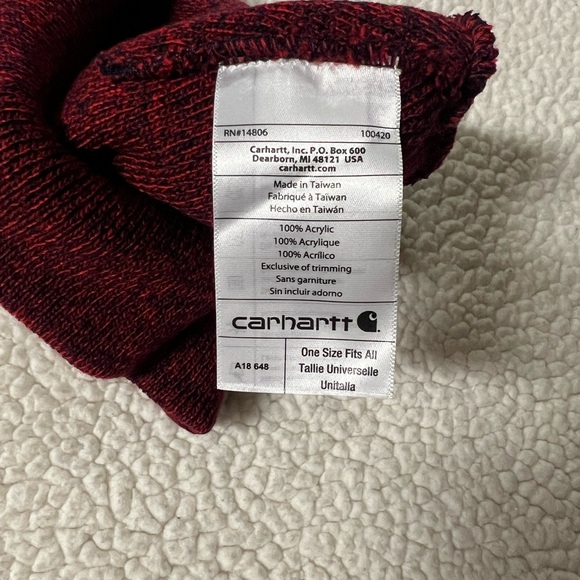 RN#14806 100420
Carhartt, Inc. P.O. Box 600
Dearborn, MI 48121 USA
carhartt.com
Made in Taiwan
Fabriqué à Taïwan
Hecho en Taiwán
100% Acrylic
100% Acrylique
100% Acrílico
Exclusive of trimming
Sans garniture
Sin incluir adorno
carhartt
A18 648
One Size Fits All
Tallie Universelle
Unitalla